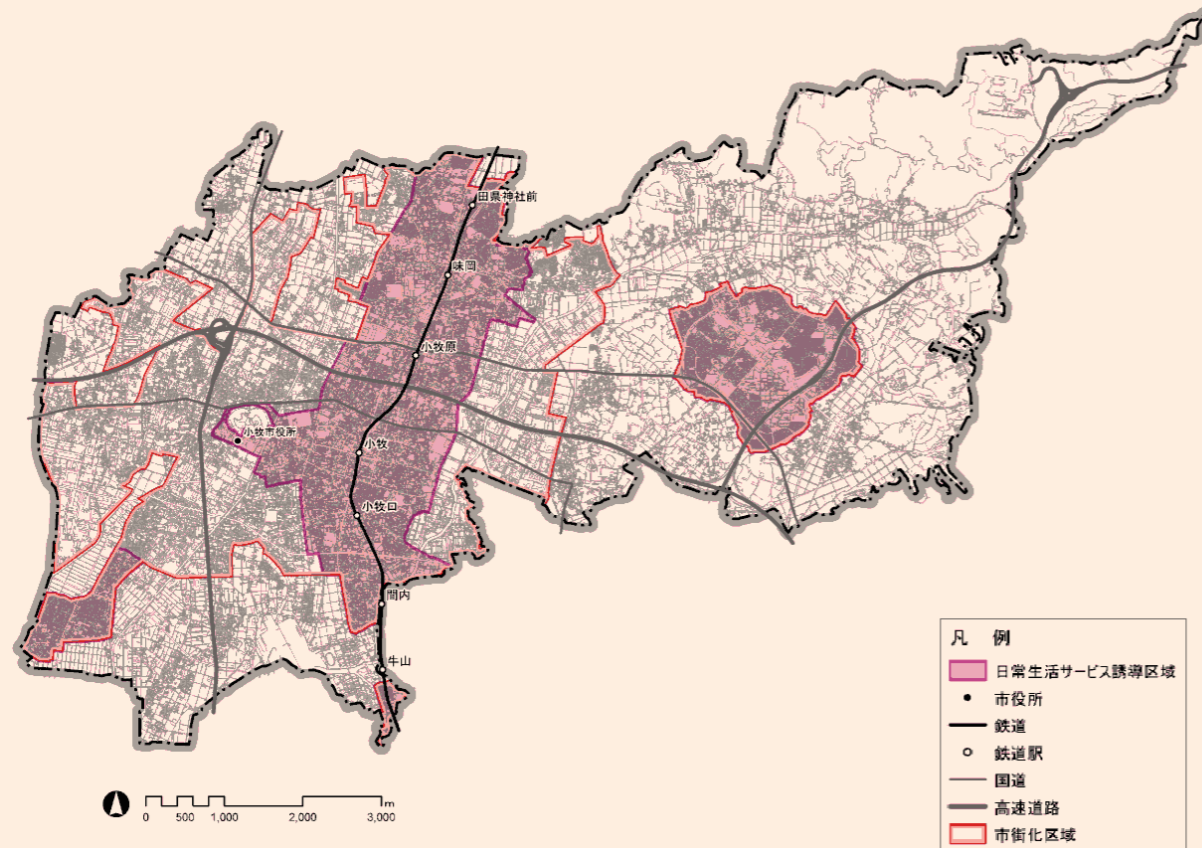 田県神社前
味岡
小牧原
小牧市役所
小牧
小牧口
間内
牛山
凡 例
日常生活サービス誘導区域
市役所
鉄道
鉄道駅
国道
高速道路
市街化区域
0 500 1,000 2,000 3,000 m